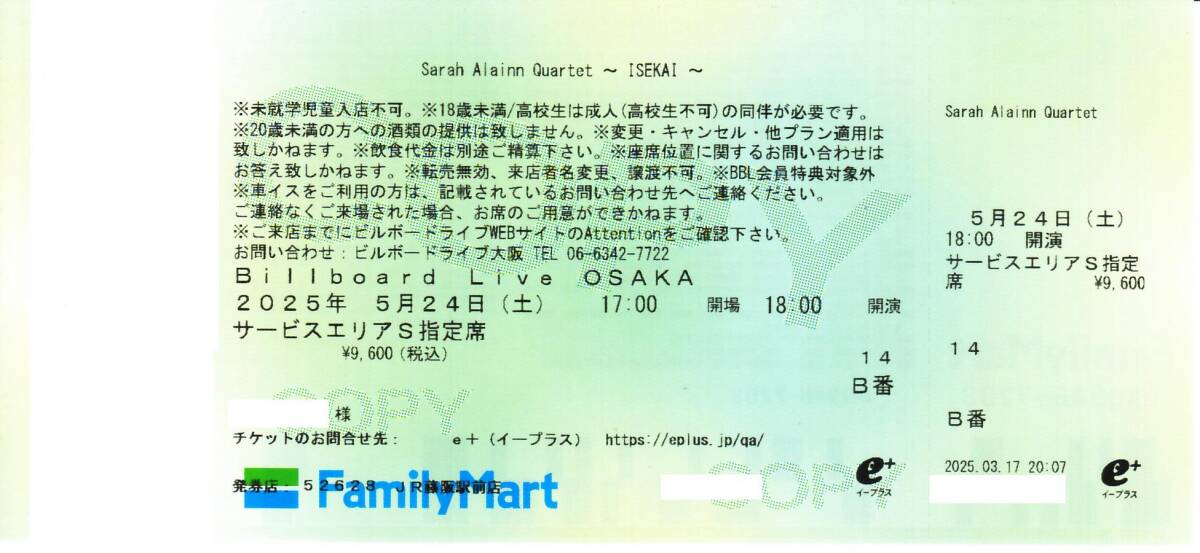 Sarah Alainn Quartet ～ ISEKAI ～
※未就学児童入店不可。※18歳未満/高校生は成人(高校生不可)の同伴が必要です。
※20歳未満の方への酒類の提供は致しません。※変更・キャンセル・他プラン適用は
致しかねます。※飲食代金は別途ご精算下さい。※座席位置に関するお問い合わせは
お答え致しかねます。※転売無効、来店者名変更、譲渡不可。※BBL会員特典対象外
※車イスをご利用の方は、記載されているお問い合わせ先へご連絡ください。
ご連絡なくご来場された場合、お席のご用意ができかねます。
※ご来店までにビルボードライブWEBサイトのAttentionをご確認下さい。
お問い合わせ：ビルボードライブ大阪 TEL 06-6342-7722
Ｂｉｌｌｂｏａｒｄ　Ｌｉｖｅ　ＯＳＡＫＡ
２０２５年　５月２４日（土）　17:00　開場　18:00　開演
サービスエリアＳ指定席
¥9,600(税込)
１４
Ｂ番
様
チケットのお問合せ先：　ｅ＋（イープラス）　https://eplus.jp/qa/
発券店：５２６２８　ＪＲ藤阪駅前店
FamilyMart
e+
イープラス
Sarah Alainn Quartet
５月２４日（土）
18:00　開演
サービスエリアＳ指定
席　¥9,600
１４
Ｂ番
2025.03.17 20:07
e+
イープラス
COPY
COPY
COPY